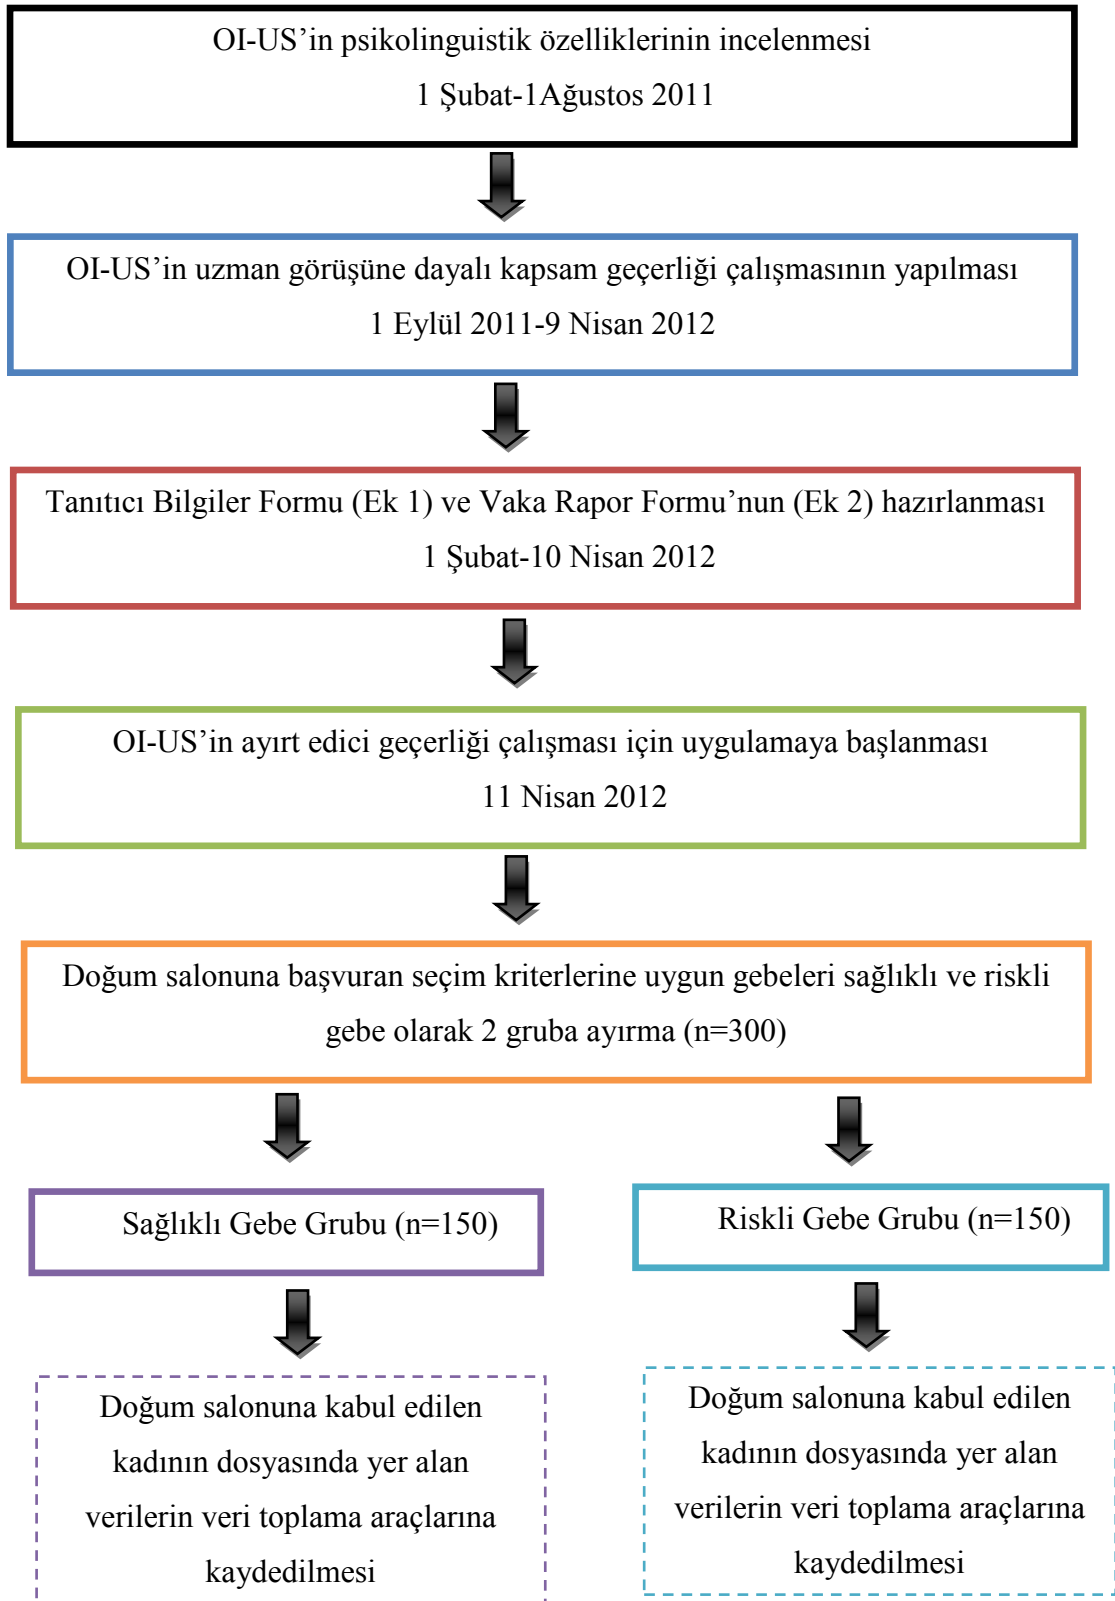 OI-US’in psikolinguistik özelliklerinin incelenmesi
1 Şubat-1Ağustos 2011
OI-US’in uzman görüşüne dayalı kapsam geçerliği çalışmasının yapılması
1 Eylül 2011-9 Nisan 2012
Tanıtıcı Bilgiler Formu (Ek 1) ve Vaka Rapor Formu’nun (Ek 2) hazırlanması
1 Şubat-10 Nisan 2012
OI-US’in ayırt edici geçerliği çalışması için uygulamaya başlanması
11 Nisan 2012
Doğum salonuna başvuran seçim kriterlerine uygun gebeleri sağlıklı ve riskli
gebe olarak 2 gruba ayırma (n=300)
Sağlıklı Gebe Grubu (n=150)
Riskli Gebe Grubu (n=150)
Doğum salonuna kabul edilen
kadının dosyasında yer alan
verilerin veri toplama araçlarına
kaydedilmesi
Doğum salonuna kabul edilen
kadının dosyasında yer alan
verilerin veri toplama araçlarına
kaydedilmesi